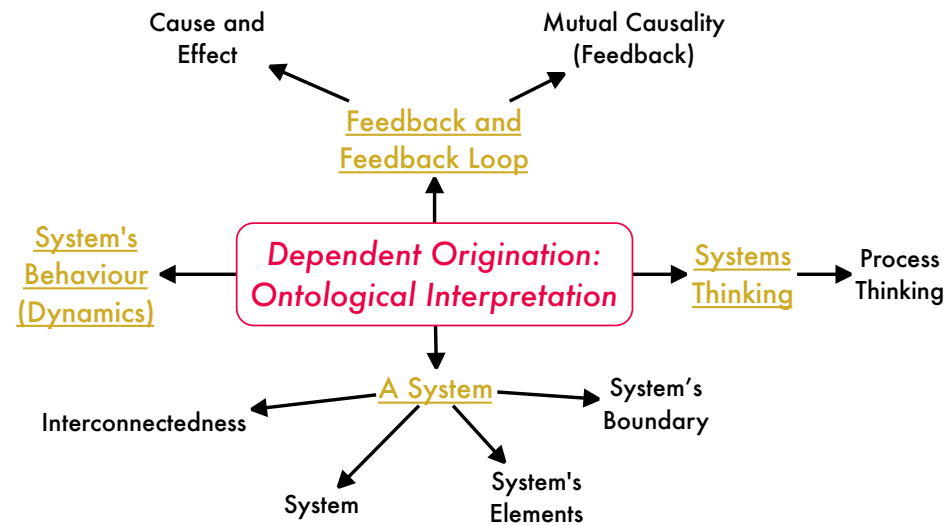 Cause and
Effect
Mutual Causality
(Feedback)
Feedback and
Feedback Loop
System's
Behaviour
(Dynamics)
Dependent Origination:
Ontological Interpretation
Systems
Thinking
Process
Thinking
A System
Interconnectedness
System’s
Boundary
System
System's
Elements